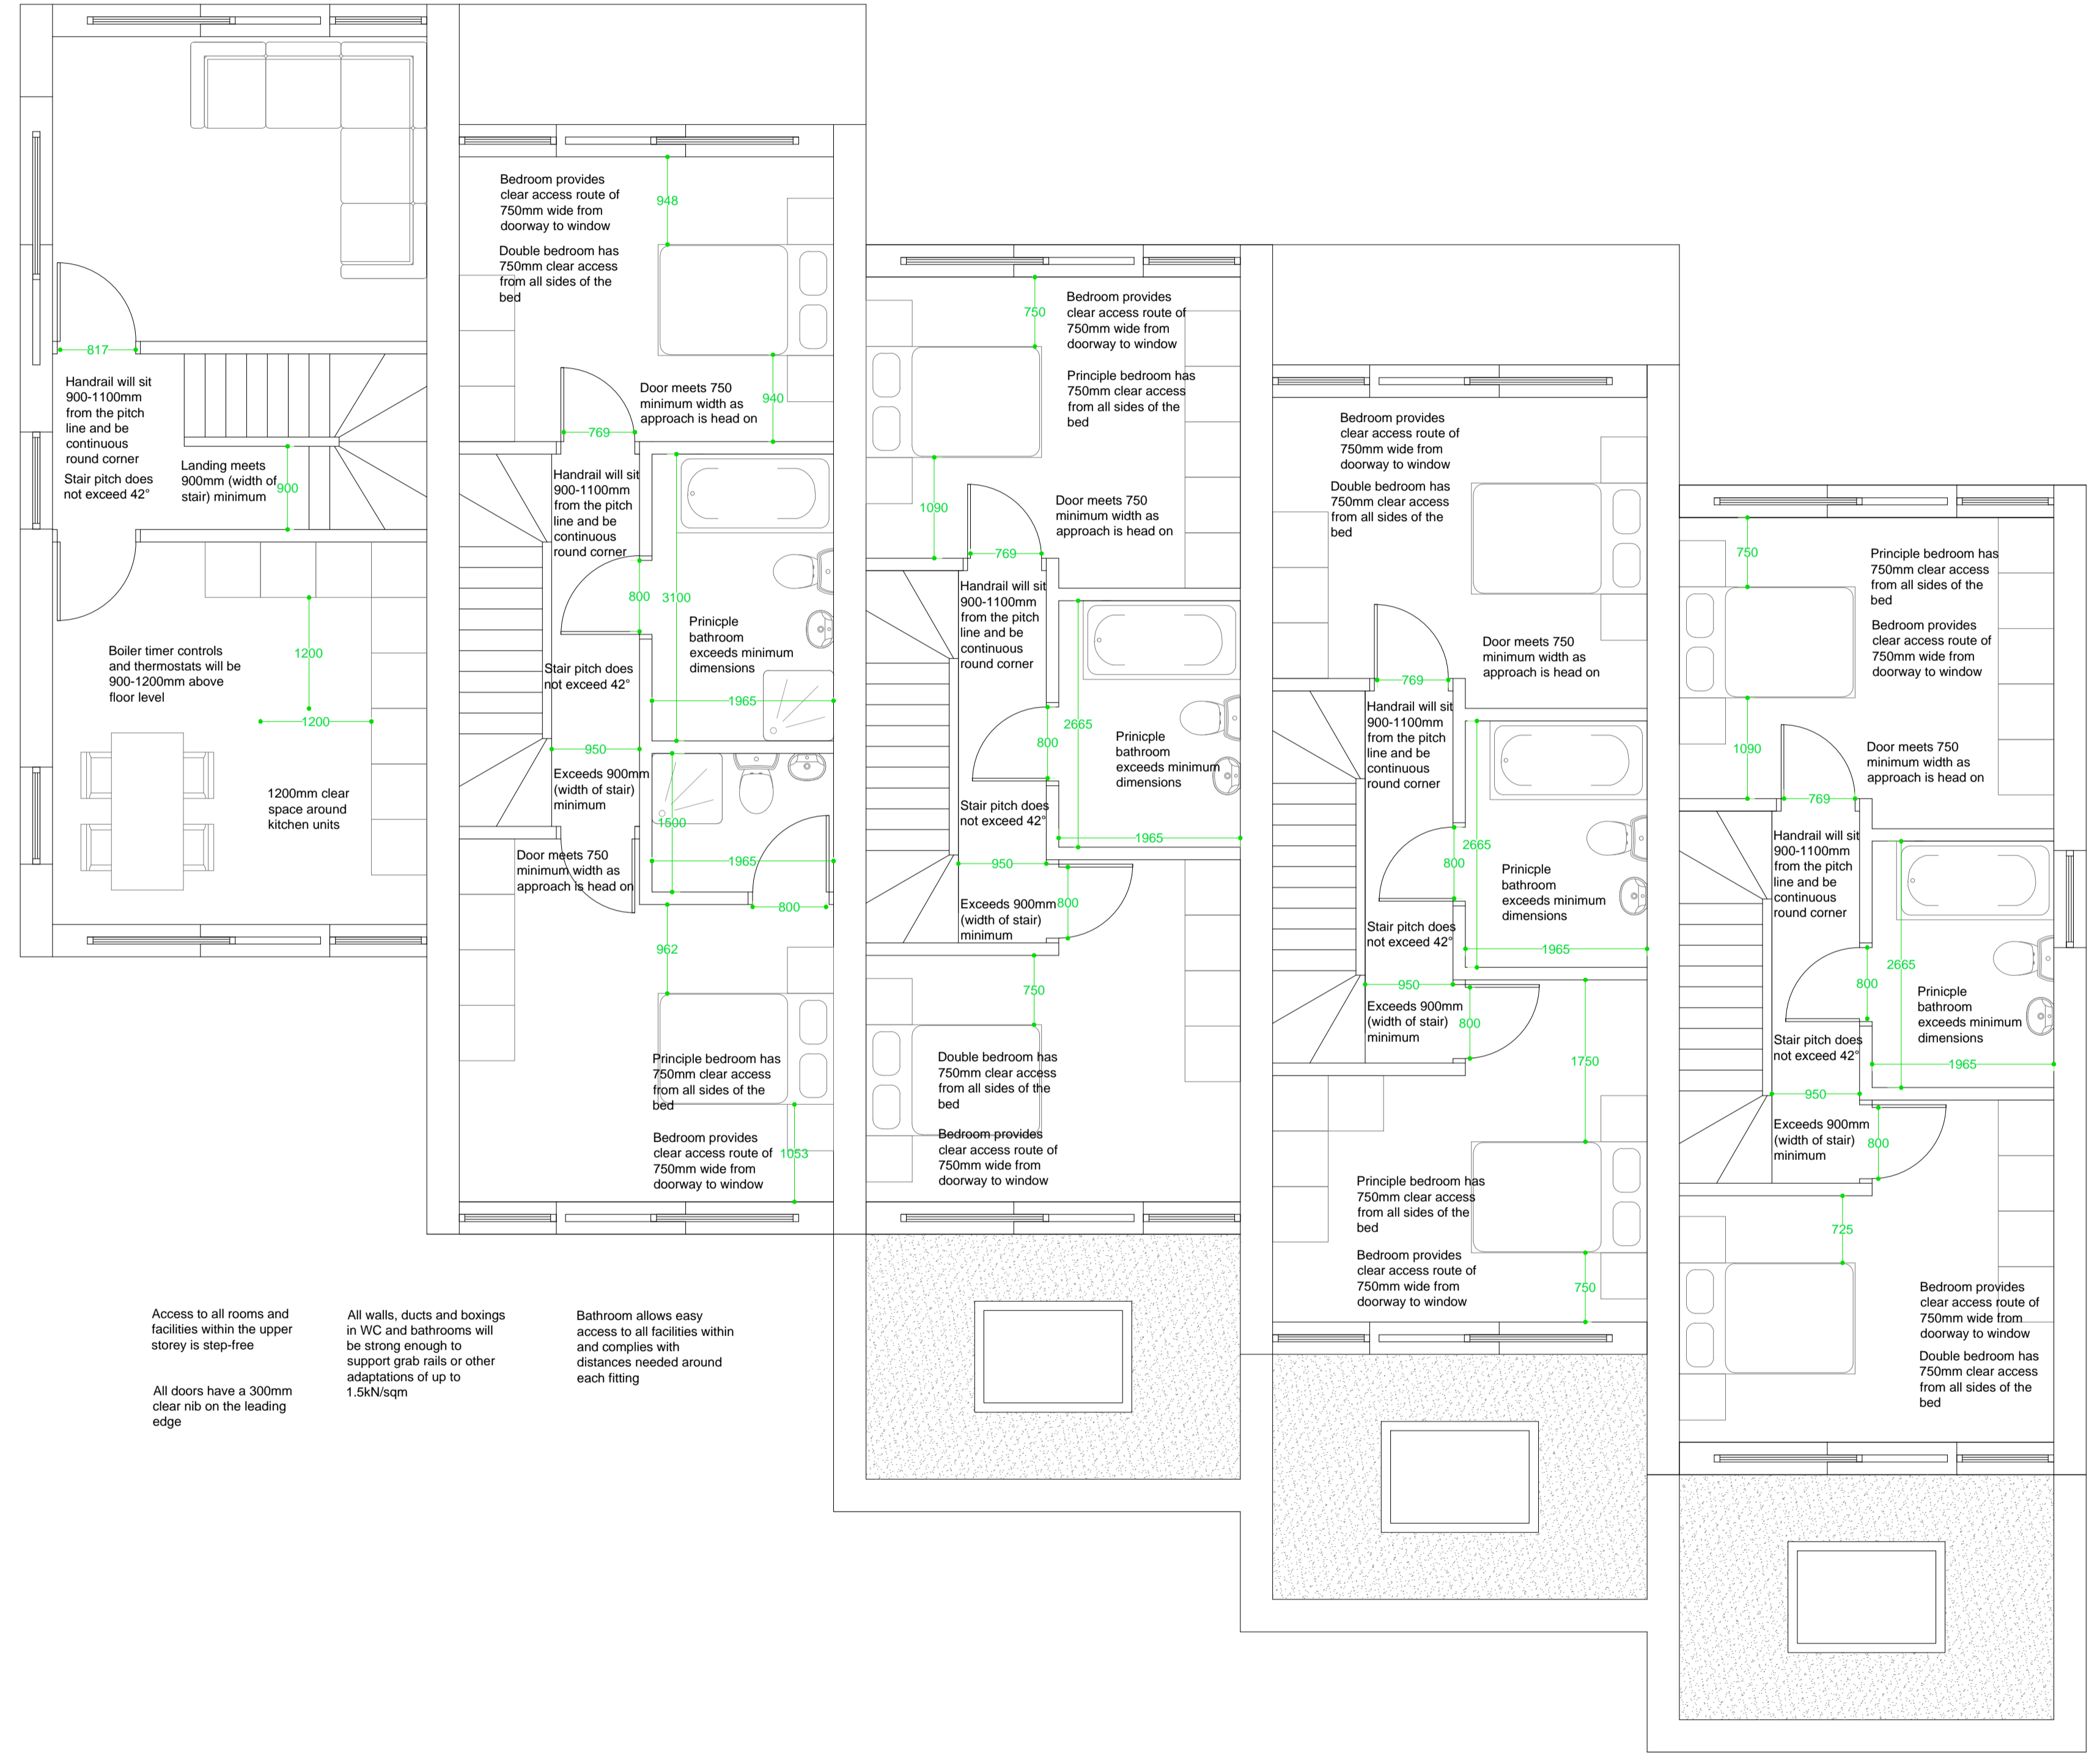 817
Handrail will sit
900-1100mm
from the pitch
line and be
continuous
round corner
Stair pitch does
not exceed 42°
Landing meets
900mm (width of
stair) minimum
900
Boiler timer controls
and thermostats will be
900-1200mm above
floor level
1200
1200
1200mm clear
space around
kitchen units
Bedroom provides
clear access route of
750mm wide from
doorway to window
Double bedroom has
750mm clear access
from all sides of the
bed
948
Door meets 750
minimum width as
approach is head on
940
769
Handrail will sit
900-1100mm
from the pitch
line and be
continuous
round corner
800
3100
Prinicple
bathroom
exceeds minimum
dimensions
Stair pitch does
not exceed 42°
1965
950
Exceeds 900mm
(width of stair)
minimum
1500
1965
Door meets 750
minimum width as
approach is head on
800
962
Principle bedroom has
750mm clear access
from all sides of the
bed
Bedroom provides
clear access route of
750mm wide from
doorway to window
1053
750
Bedroom provides
clear access route of
750mm wide from
doorway to window
Principle bedroom has
750mm clear access
from all sides of the
bed
1090
Door meets 750
minimum width as
approach is head on
769
Handrail will sit
900-1100mm
from the pitch
line and be
continuous
round corner
2665
800
Prinicple
bathroom
exceeds minimum
dimensions
Stair pitch does
not exceed 42°
1965
950
Exceeds 900mm
(width of stair)
minimum
800
750
Double bedroom has
750mm clear access
from all sides of the
bed
Bedroom provides
clear access route of
750mm wide from
doorway to window
Bedroom provides
clear access route of
750mm wide from
doorway to window
Double bedroom has
750mm clear access
from all sides of the
bed
Door meets 750
minimum width as
approach is head on
769
Handrail will sit
900-1100mm
from the pitch
line and be
continuous
round corner
2665
800
Prinicple
bathroom
exceeds minimum
dimensions
Stair pitch does
not exceed 42°
1965
950
Exceeds 900mm
(width of stair)
minimum
800
1750
Principle bedroom has
750mm clear access
from all sides of the
bed
Bedroom provides
clear access route of
750mm wide from
doorway to window
750
750
Principle bedroom has
750mm clear access
from all sides of the
bed
Bedroom provides
clear access route of
750mm wide from
doorway to window
1090
Door meets 750
minimum width as
approach is head on
769
Handrail will sit
900-1100mm
from the pitch
line and be
continuous
round corner
2665
800
Prinicple
bathroom
exceeds minimum
dimensions
Stair pitch does
not exceed 42°
1965
950
Exceeds 900mm
(width of stair)
minimum
800
725
Bedroom provides
clear access route of
750mm wide from
doorway to window
Double bedroom has
750mm clear access
from all sides of the
bed
Access to all rooms and
facilities within the upper
storey is step-free
All doors have a 300mm
clear nib on the leading
edge
All walls, ducts and boxings
in WC and bathrooms will
be strong enough to
support grab rails or other
adaptations of up to
1.5kN/sqm
Bathroom allows easy
access to all facilities within
and complies with
distances needed around
each fitting